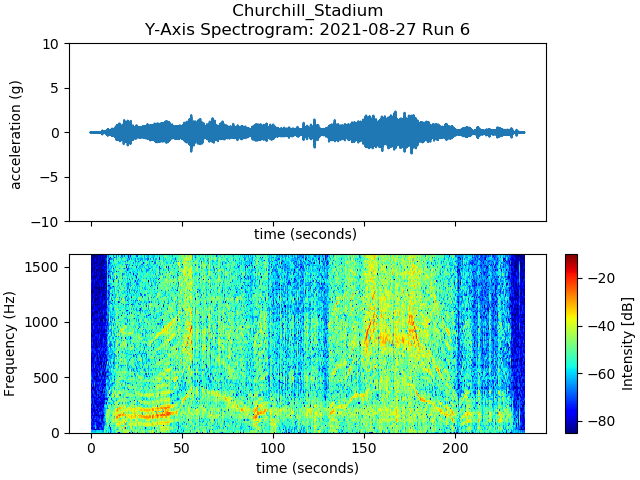 Churchill_Stadium
Y-Axis Spectrogram: 2021-08-27 Run 6
10
5
0
−5
−10
acceleration (g)
time (seconds)
1500
1000
500
0
Frequency (Hz)
0 50 100 150 200
time (seconds)
−20
−40
−60
−80
Intensity [dB]